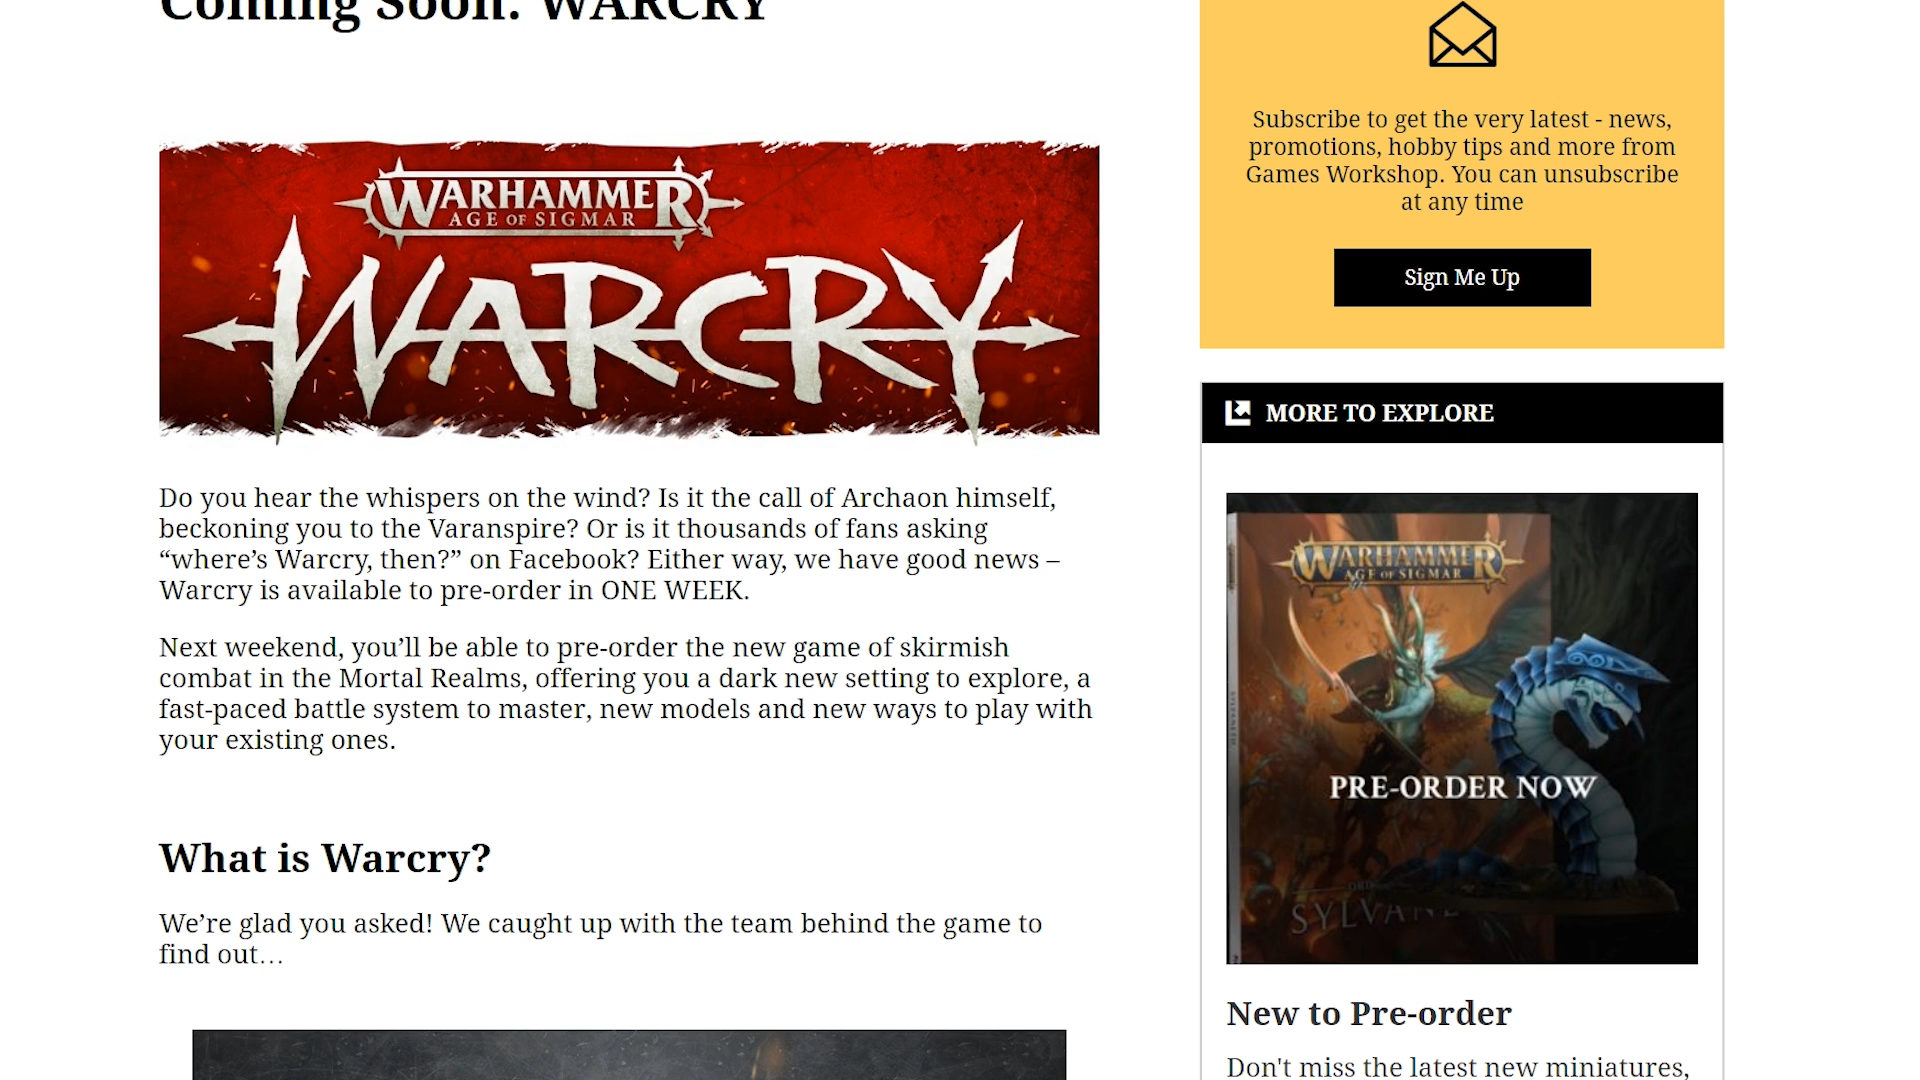 Coming Soon: WARCRY
WARHAMMER
AGE OF SIGMAR
WARCRY
Do you hear the whispers on the wind? Is it the call of Archaon himself,
beckoning you to the Varanspire? Or is it thousands of fans asking
“where’s Warcry, then?” on Facebook? Either way, we have good news –
Warcry is available to pre-order in ONE WEEK.
Next weekend, you’ll be able to pre-order the new game of skirmish
combat in the Mortal Realms, offering you a dark new setting to explore, a
fast-paced battle system to master, new models and new ways to play with
your existing ones.
What is Warcry?
We’re glad you asked! We caught up with the team behind the game to
find out…
Subscribe to get the very latest - news,
promotions, hobby tips and more from
Games Workshop. You can unsubscribe
at any time
Sign Me Up
MORE TO EXPLORE
WARHAMMER
AGE OF SIGMAR
PRE-ORDER NOW
New to Pre-order
Don't miss the latest new miniatures,